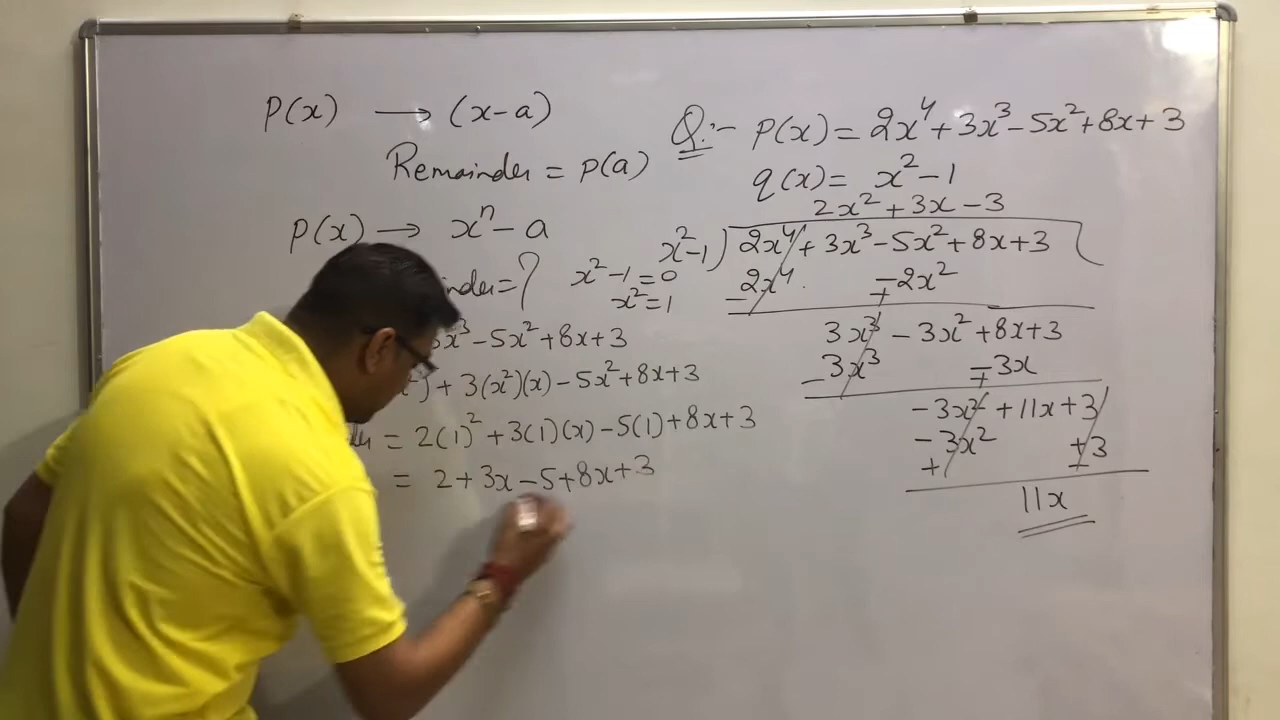 P(x) → (x-a)
Remainder = P(a)
P(x) → xⁿ - a
=?
x² - 1 = 0
x² = 1
x³ - 5x² + 8x + 3
) + 3(x²)(x) - 5x² + 8x + 3
= 2(1)² + 3(1)(x) - 5(1) + 8x + 3
= 2 + 3x - 5 + 8x + 3
Q:- P(x) = 2x⁴ + 3x³ - 5x² + 8x + 3
q(x) = x² - 1
2x² + 3x - 3
x²-1) 2x⁴ + 3x³ - 5x² + 8x + 3
2x⁴ - 2x²
- +
3x³ - 3x² + 8x + 3
3x³ - 3x
- +
-3x² + 11x + 3
-3x² + 3
+ -
11x